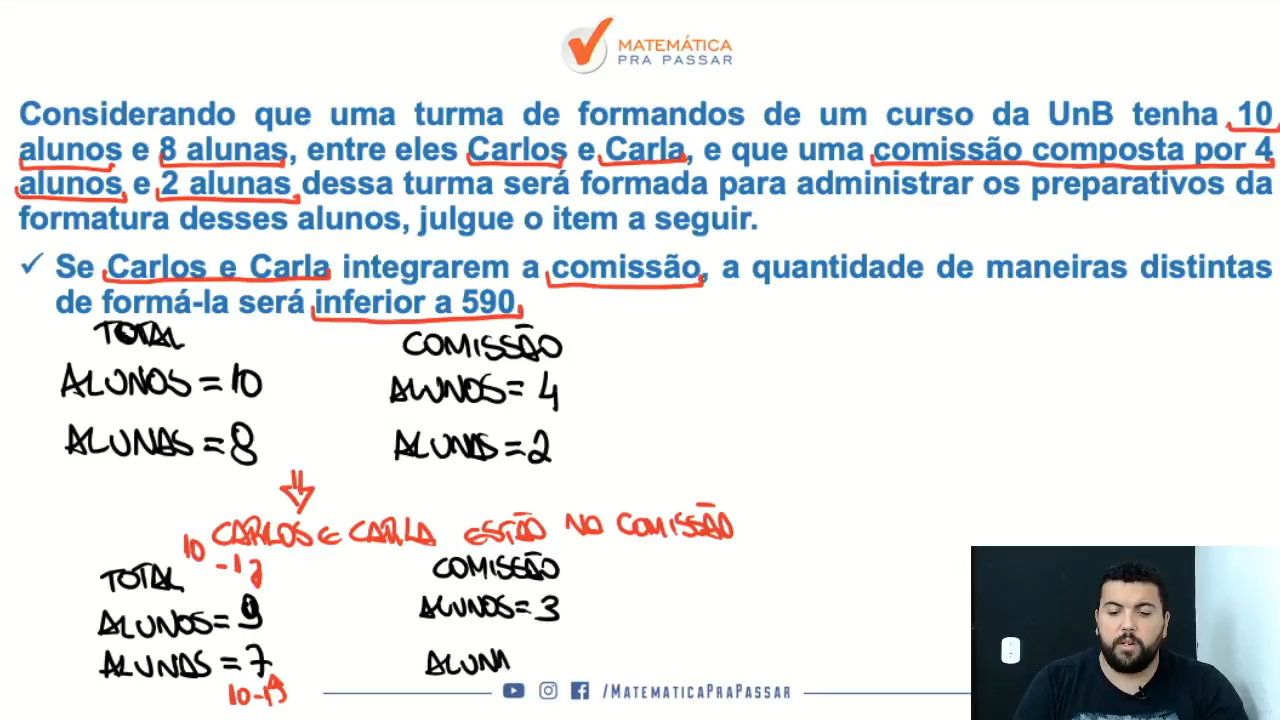 MATEMÁTICA
PRA PASSAR
Considerando que uma turma de formandos de um curso da UnB tenha 10
alunos e 8 alunas, entre eles Carlos e Carla, e que uma comissão composta por 4
alunos e 2 alunas dessa turma será formada para administrar os preparativos da
formatura desses alunos, julgue o item a seguir.
✓ Se Carlos e Carla integrarem a comissão, a quantidade de maneiras distintas
de formá-la será inferior a 590.
TOTAL
ALUNOS = 10
ALUNAS = 8
COMISSÃO
ALUNOS = 4
ALUNAS = 2
CARLOS E CARLA ESTÃO NO COMISSÃO
10
-1
TOTAL
ALUNOS = 9
ALUNAS = 7
COMISSÃO
ALUNOS = 3
ALUN
/MATEMATICAPRAPASSAR